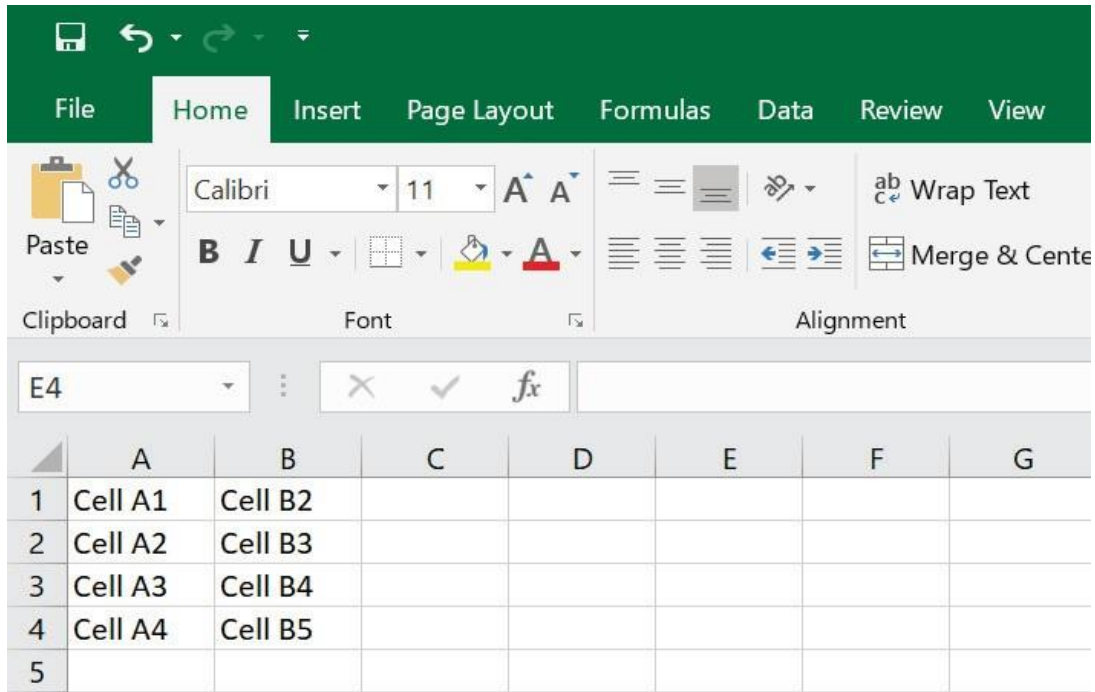 File Home Insert Page Layout Formulas Data Review View
Calibri 11 A A ab c Wrap Text
Paste B I U A Merge & Cente
Clipboard Font Alignment
E4 fx
A B C D E F G
1 Cell A1 Cell B2
2 Cell A2 Cell B3
3 Cell A3 Cell B4
4 Cell A4 Cell B5
5